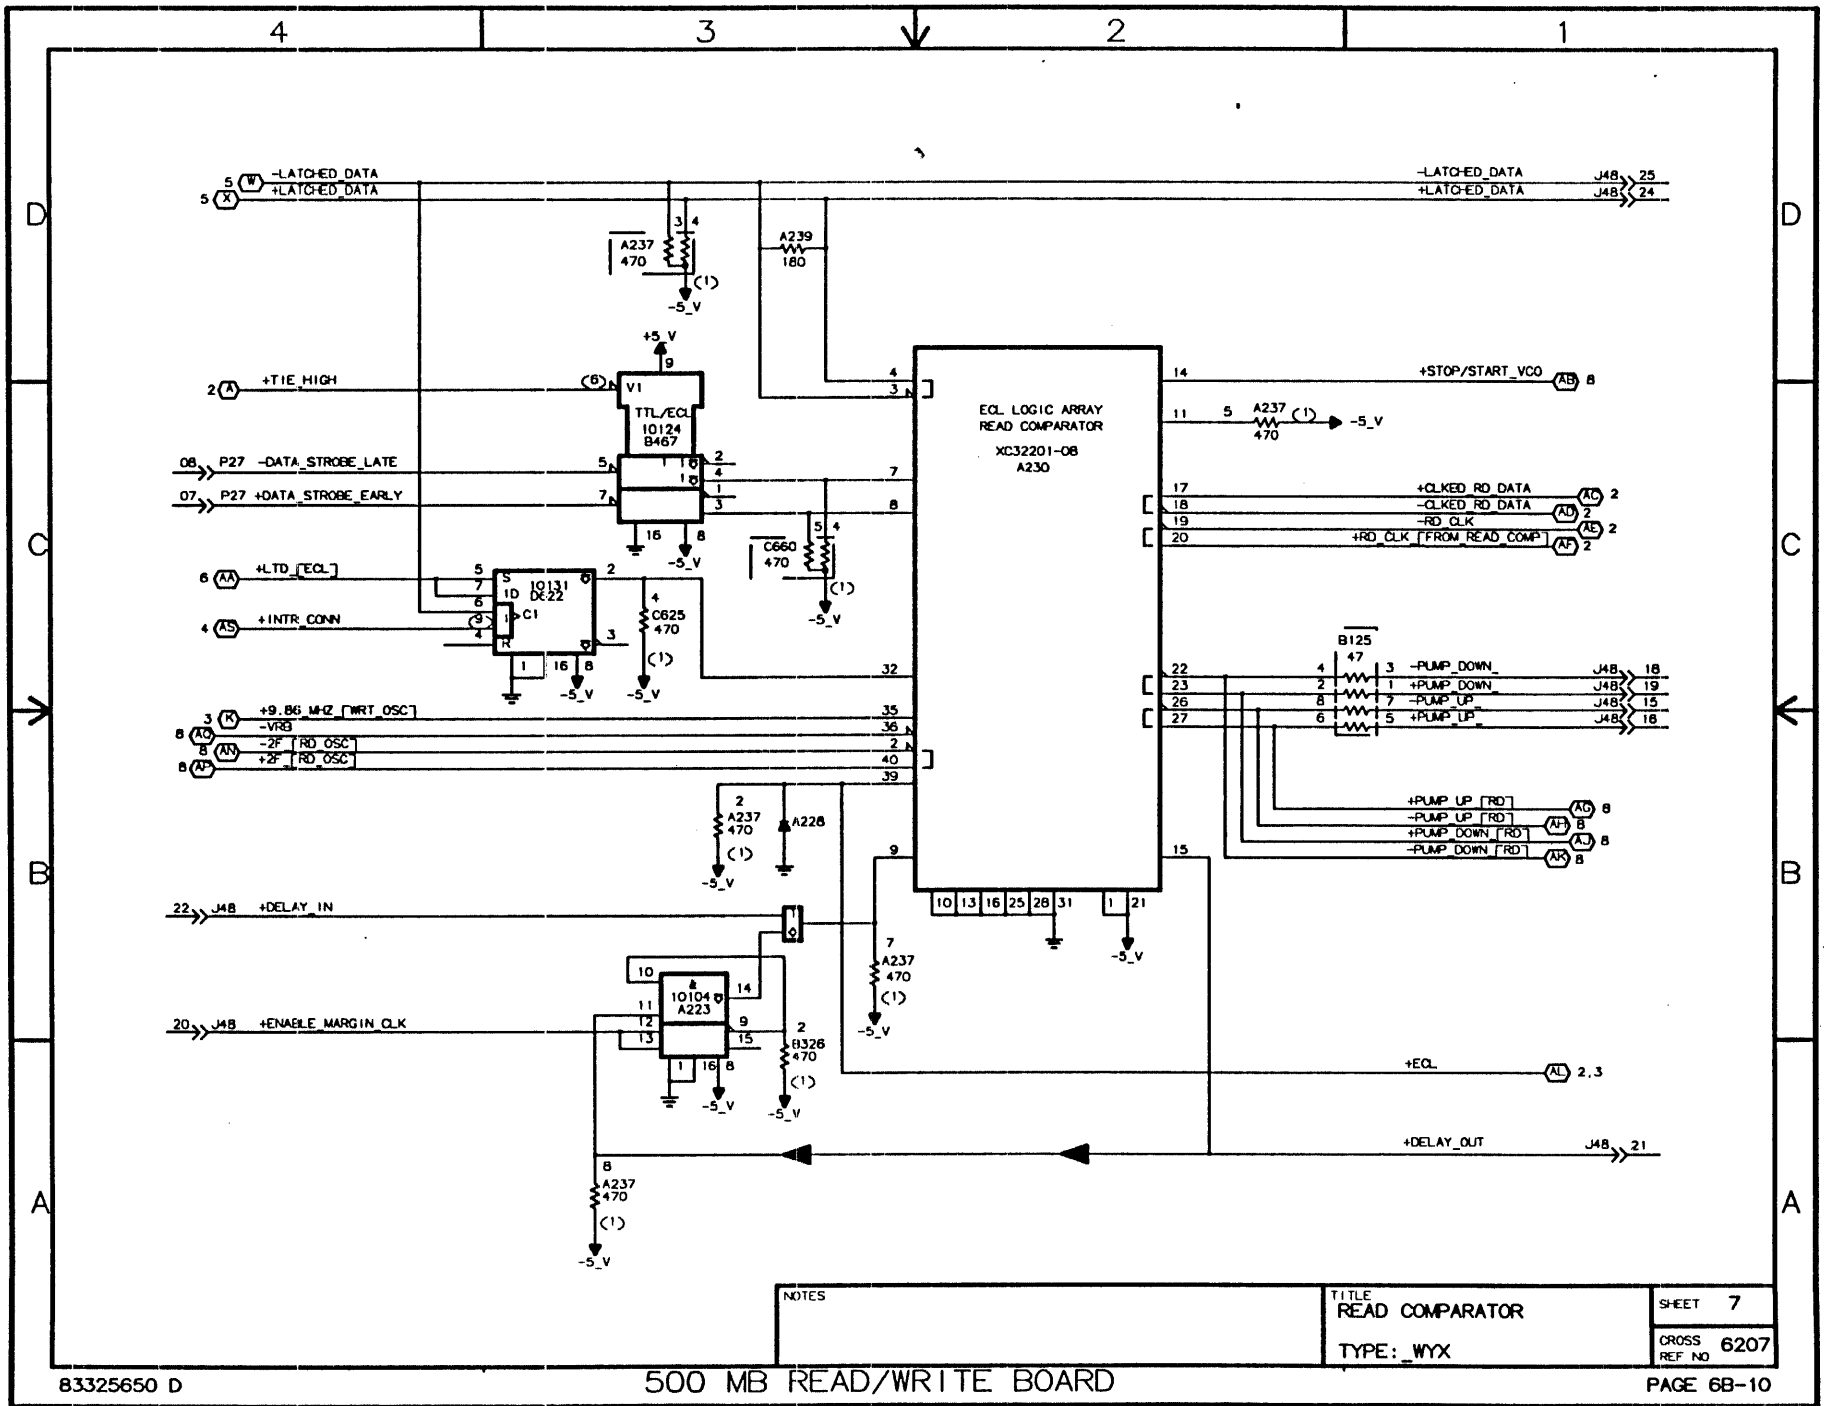 4 3 2 1
D D
5 W -LATCHED_DATA -LATCHED_DATA J48 25
5 X +LATCHED_DATA +LATCHED_DATA J48 24
3 4
A237
470
(1)
-5_V
A239
180
+5_V
9
2 A +TIE_HIGH (6) V1
TTL/ECL
10124
B467
08 P27 -DATA_STROBE_LATE 5 2
4 7
07 P27 +DATA_STROBE_EARLY 7 1
3 8
16 8
-5_V
5 4
C660
470
(1)
-5_V
4
3
ECL LOGIC ARRAY
READ COMPARATOR
XC32201-08
A230
14 +STOP/START_VCO AB 8
11 5 A237 (1) -5_V
470
17 +CLKED_RD_DATA AC 2
18 -CLKED_RD_DATA AD 2
19 -RD_CLK AE 2
20 +RD_CLK_[FROM_READ_COMP] AF 2
C C
6 AA +LTD_[ECL] 5 S 2
7 1D
10131
D622
6 C1
4 AS +INTR_CONN (9) 1
4 R 3
1 16 8
-5_V
4
C625
470
(1)
-5_V
32
B125
47
22 4 3 -PUMP_DOWN_ J48 18
23 2 1 +PUMP_DOWN_ J48 19
26 8 7 -PUMP_UP_ J48 15
27 6 5 +PUMP_UP_ J48 16
3 K +9.86_MHZ_[WRT_OSC] 35
8 AQ -VRB 36
8 AN -2F_[RD_OSC] 2
8 AP +2F_[RD_OSC] 40
39
2
A237
470
(1)
-5_V
A228
+PUMP_UP_[RD] AG 8
-PUMP_UP_[RD] AH 8
+PUMP_DOWN_[RD] AJ 8
-PUMP_DOWN_[RD] AK 8
9 15
B B
10 13 16 25 28 31 1 21
-5_V
22 J48 +DELAY_IN 1
7
A237
470
(1)
-5_V
10
&
10104
A223
14
11
20 J48 +ENABLE_MARGIN_CLK 12 9
13 15
1 16 8
-5_V
2
B326
470
(1)
-5_V
+ECL AL 2,3
+DELAY_OUT J48 21
8
A237
470
(1)
-5_V
A A
NOTES
TITLE
READ COMPARATOR
TYPE:_WYX
SHEET 7
CROSS
REF NO 6207
83325650 D
500 MB READ/WRITE BOARD
PAGE 6B-10